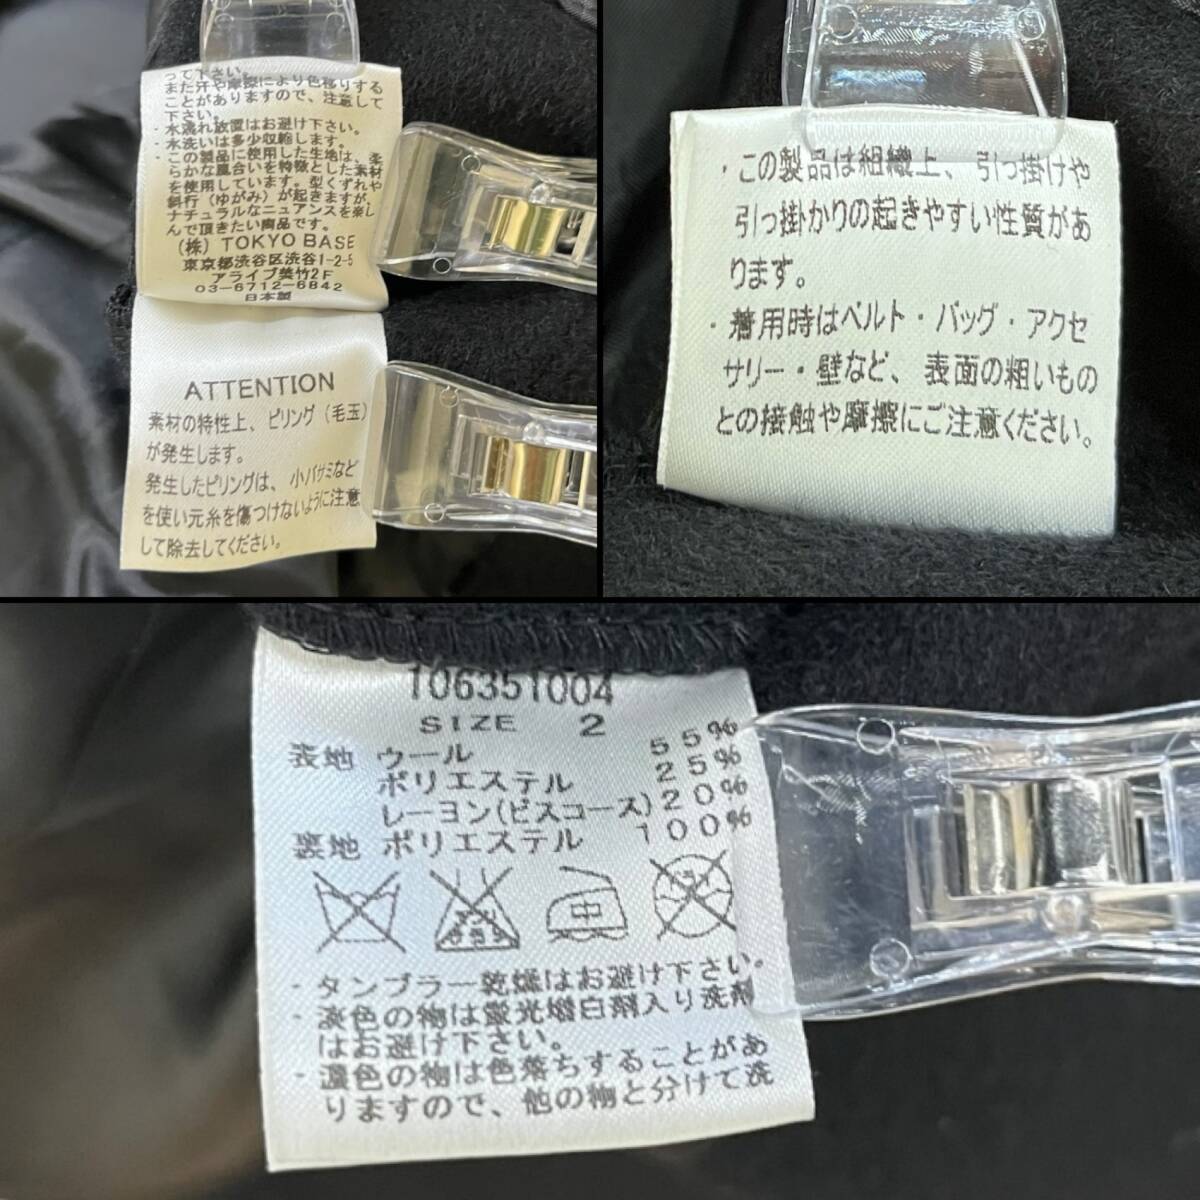 って下さい。
また汗や摩擦により色移りする
ことがありますので、注意して
下さい。
・水濡れ放置はお避け下さい。
・水洗いは多少収縮します。
・この製品に使用した生地は、柔
らかな風合いを特徴とした素材
を使用しています。型くずれや
斜行（ゆがみ）が起きますが、
ナチュラルなニュアンスを楽し
んで頂きたい商品です。
（株）TOKYO BASE
東京都渋谷区渋谷1-2-5
アライブ美竹2F
03-6712-6842
日本製
ATTENTION
素材の特性上、ピリング（毛玉）
が発生します。
発生したピリングは、小バサミなど
を使い元糸を傷つけないように注意
して除去してください。
・この製品は組織上、引っ掛けや
引っ掛かりの起きやすい性質があ
ります。
・着用時はベルト・バッグ・アクセ
サリー・壁など、表面の粗いもの
との接触や摩擦にご注意ください。
106351004
SIZE 2
表地 ウール 55%
ポリエステル 25%
レーヨン(ビスコース) 20%
裏地 ポリエステル 100%
エンソ
サラシ
中
・タンブラー乾燥はお避け下さい。
・淡色の物は蛍光増白剤入り洗剤
はお避け下さい。
・濃色の物は色落ちすることがあ
りますので、他の物と分けて洗